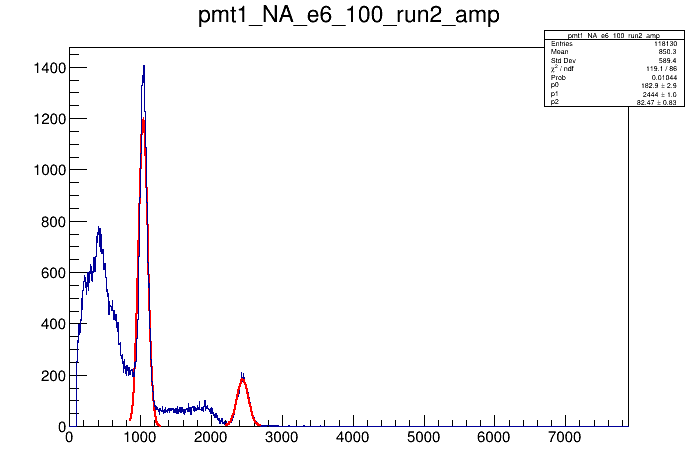 pmt1_NA_e6_100_run2_amp
pmt1_NA_e6_100_run2_amp
Entries 118130
Mean 850.3
Std Dev 589.4
χ² / ndf 119.1 / 86
Prob 0.01044
p0 182.9 ± 2.9
p1 2444 ± 1.0
p2 82.47 ± 0.83
1400
1200
1000
800
600
400
200
0
0 1000 2000 3000 4000 5000 6000 7000